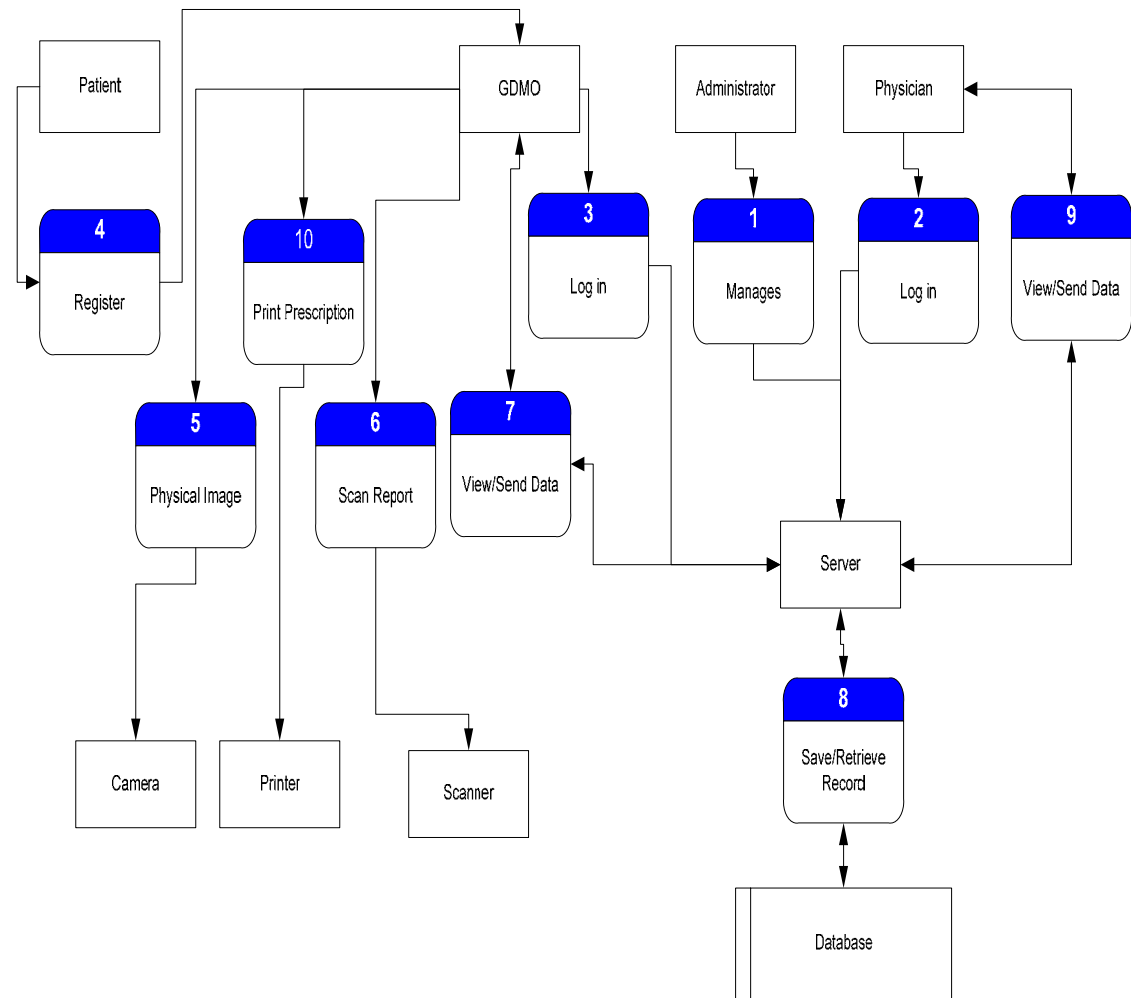 Patient
GDMO
Administrator
Physician
4
Register
10
Print Prescription
3
Log in
1
Manages
2
Log in
9
View/Send Data
5
Physical Image
6
Scan Report
7
View/Send Data
Server
8
Save/Retrieve
Record
Camera
Printer
Scanner
Database